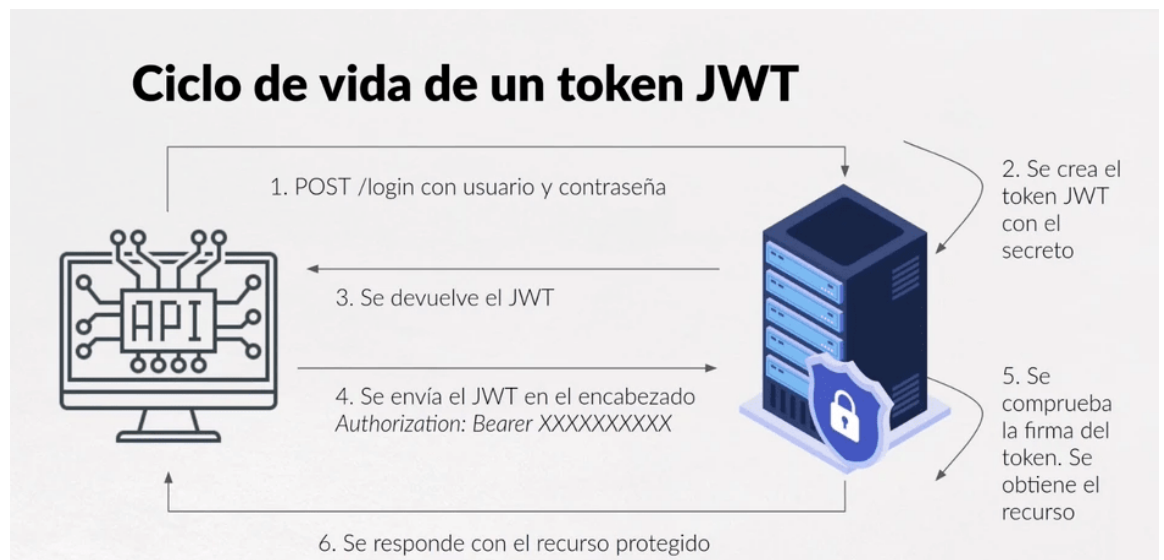 Ciclo de vida de un token JWT
1. POST /login con usuario y contraseña
2. Se crea el
token JWT
con el
secreto
API
3. Se devuelve el JWT
4. Se envía el JWT en el encabezado
Authorization: Bearer XXXXXXXXXX
5. Se
comprueba
la firma del
token. Se
obtiene el
recurso
6. Se responde con el recurso protegido